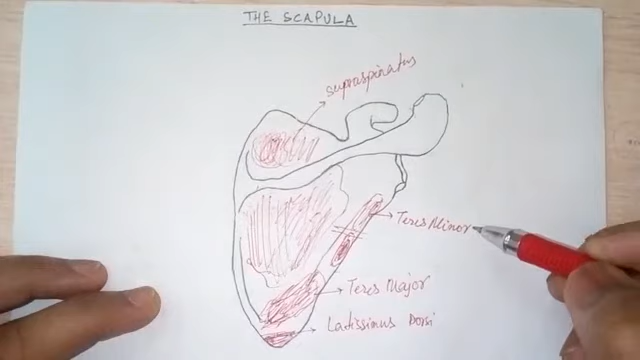 THE SCAPULA
supraspinatus
Teres Minor
Teres Major
Latissimus Dorsi